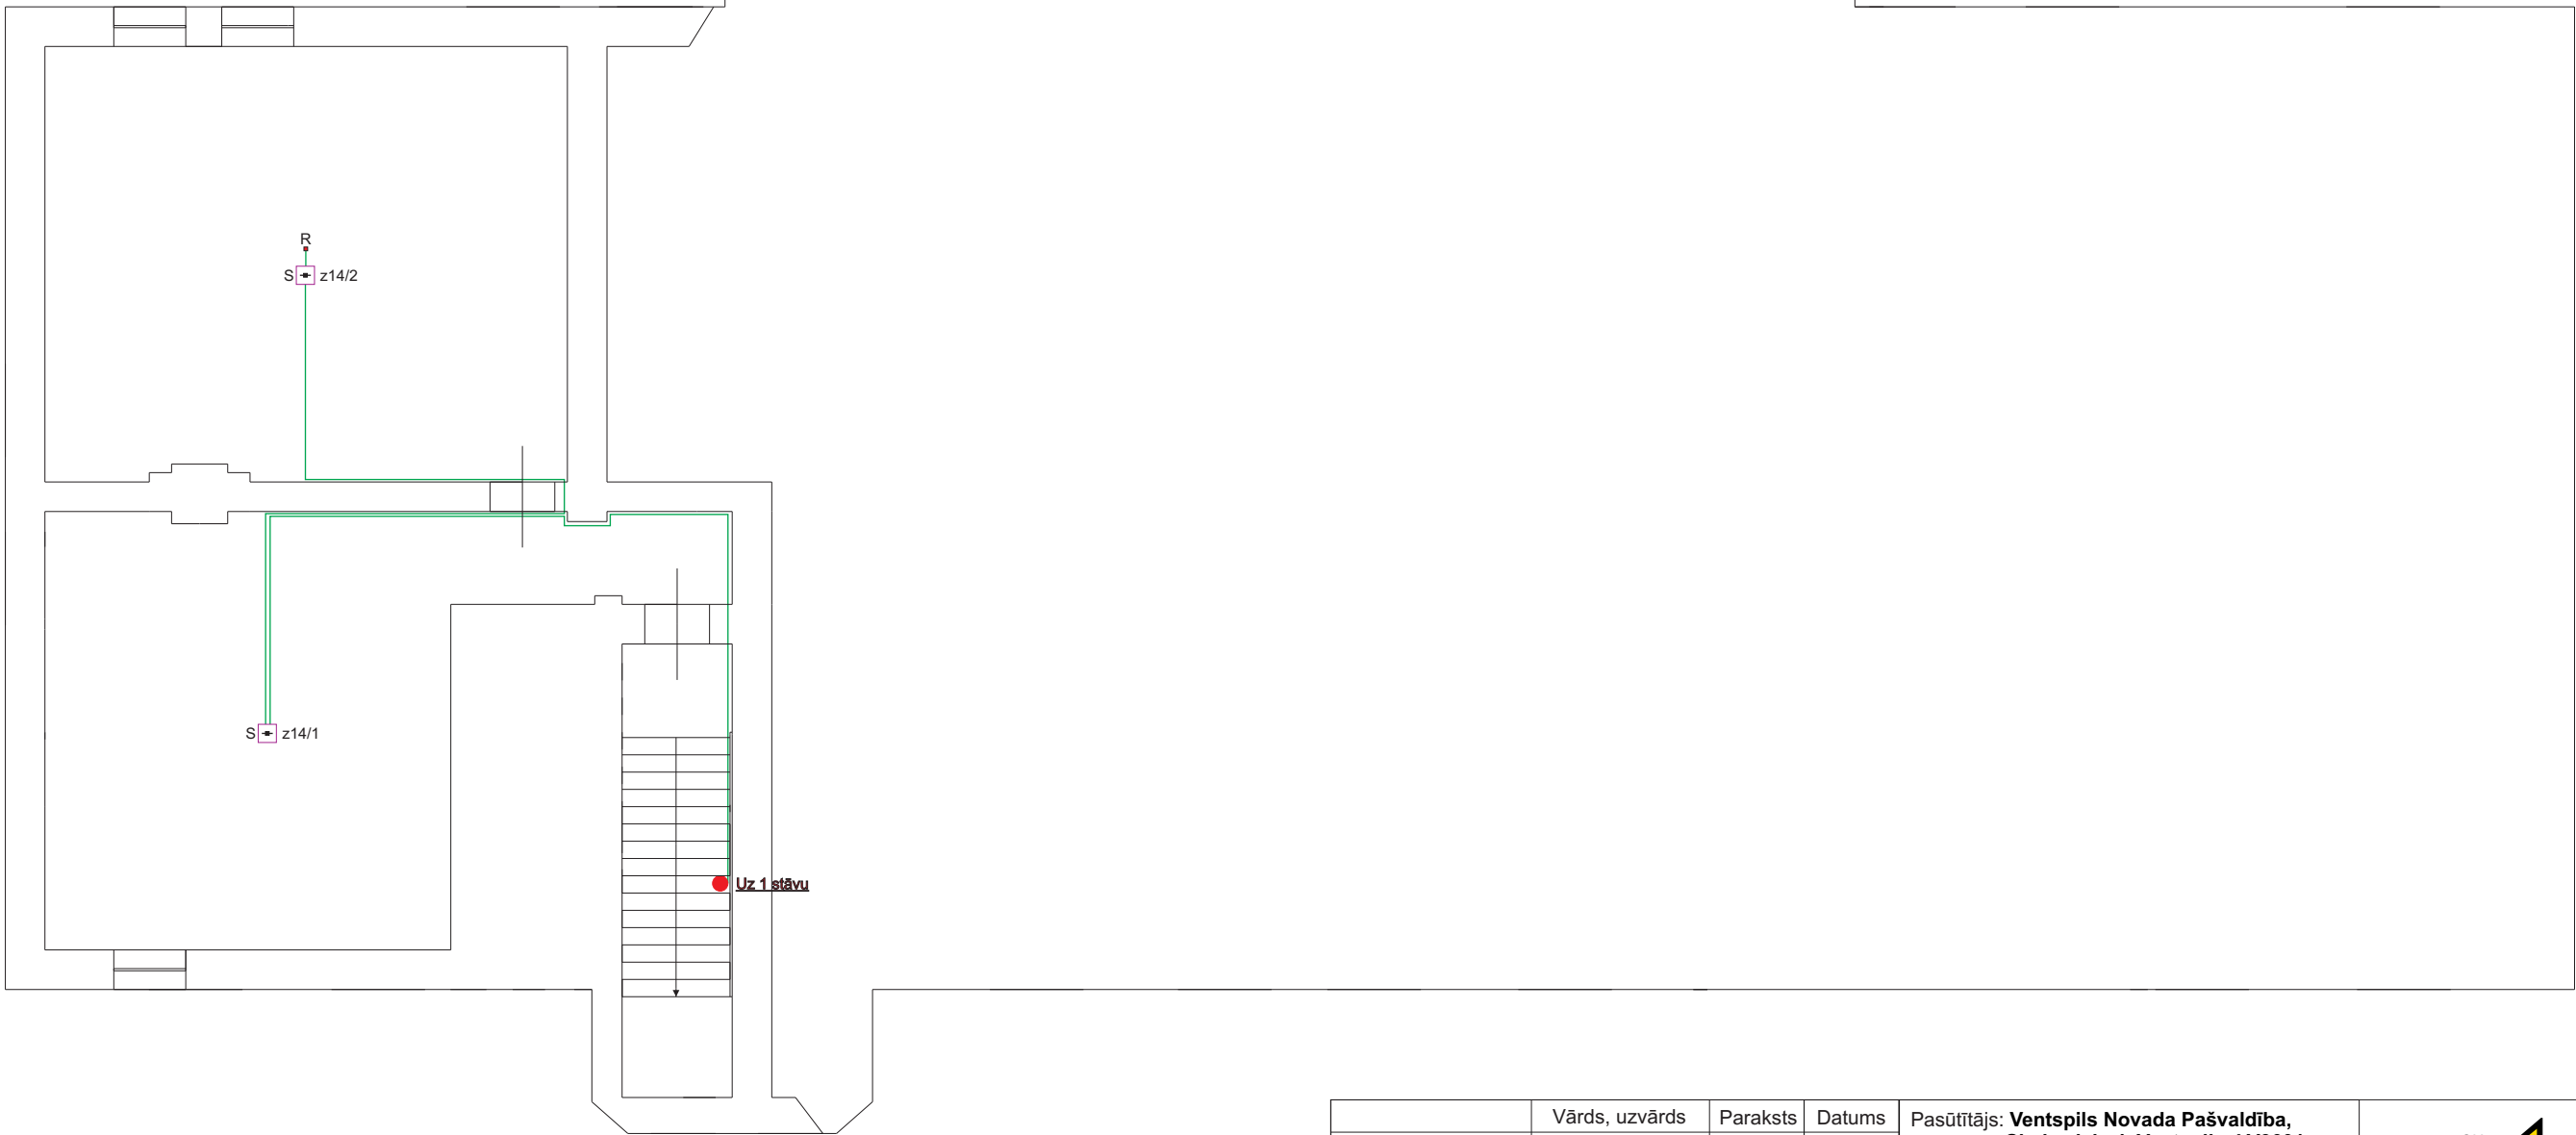 R
S z14/2
S z14/1
Uz 1 stāvu
Vārds, uzvārds Paraksts Datums Pasūtītājs: Ventspils Novada Pašvaldība,